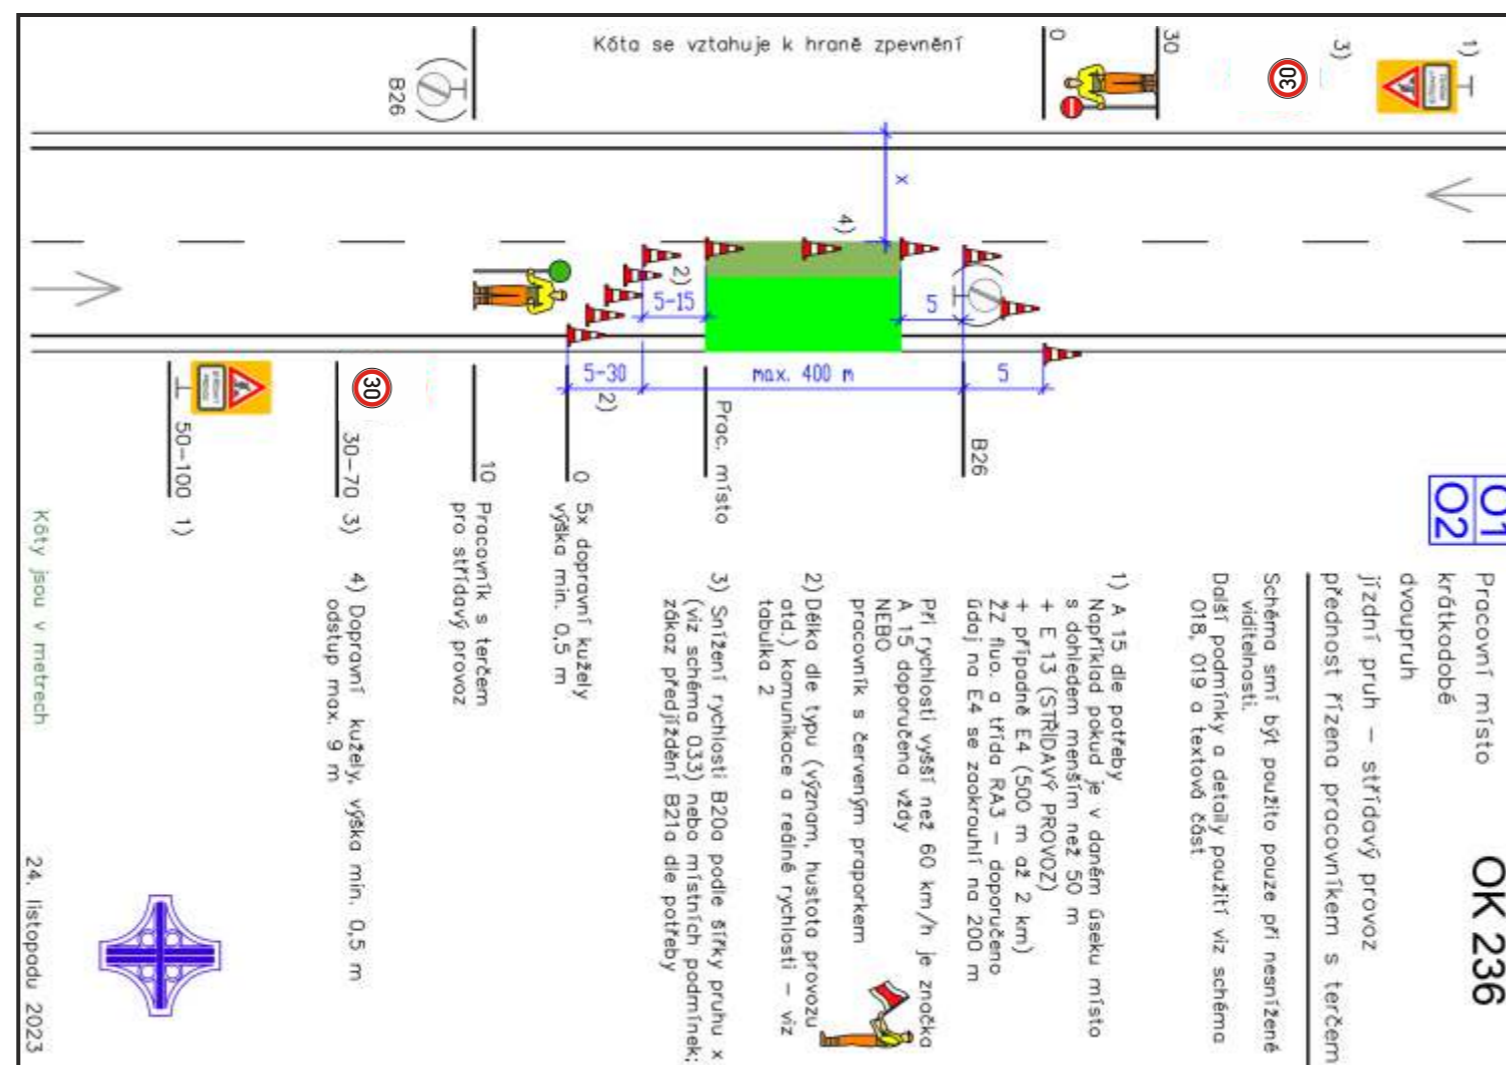 O1
O2
Pracovní místo
krátkodobé
dvoupruh
jízdní pruh – střídavý provoz
přednost řízena pracovníkem s terčem
OK 236
Schéma smí být použito pouze při nesnížené
viditelnosti.
Další podmínky a detaily použití viz schéma
018, 019 a textová část
1) A 15 dle potřeby
Například pokud je v daném úseku místo
s dohledem menším než 50 m
+ E 13 (STŘÍDAVÝ PROVOZ)
+ případně E4 (500 m až 2 km)
ŽZ fluo. a třída RA3 – doporučeno
údaj na E4 se zaokrouhlí na 200 m
Při rychlosti vyšší než 60 km/h je značka
A 15 doporučena vždy
NEBO
pracovník s červeným praporkem
2) Délka dle typu (význam, hustota provozu
atd.) komunikace a reálné rychlosti – viz
tabulka 2
3) Snížení rychlosti B20a podle šířky pruhu x
(viz schéma 033) nebo místních podmínek;
zákaz předjíždění B21a dle potřeby
4) Dopravní kužely, výška min. 0,5 m
odstup max. 9 m
1)
3)
30
30
0
Kóta se vztahuje k hraně zpevnění
B26
x
4)
2)
5-15
5
5-30
2)
max. 400 m
5
B26
Prac. místo
0
5x dopravní kužely
výška min. 0,5 m
10
Pracovník s terčem
pro střídavý provoz
30
30–70 3)
STŘÍDAVÝ
PROVOZ
50–100 1)
Kóty jsou v metrech
24. listopadu 2023